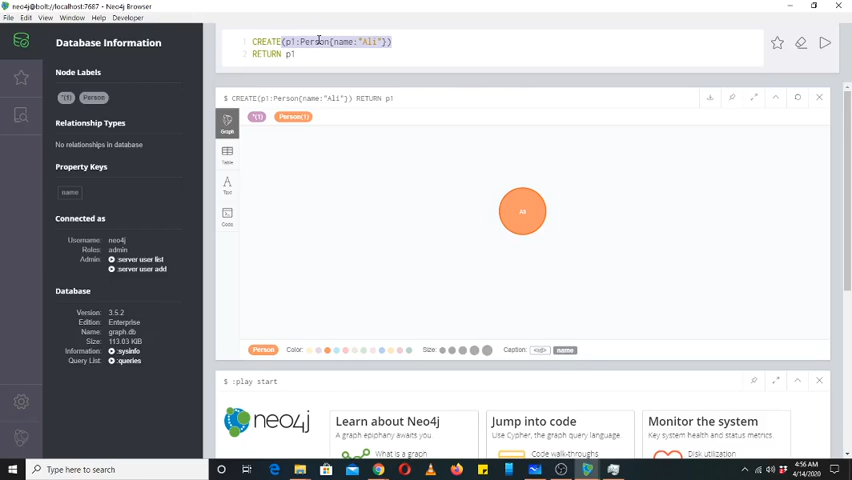 neo4j@bolt://localhost:7687 - Neo4j Browser
File Edit View Window Help Developer
Database Information
Node Labels
*(1) Person
Relationship Types
No relationships in database
Property Keys
name
Connected as
Username: neo4j
Roles: admin
Admin: :server user list
:server user add
Database
Version: 3.5.2
Edition: Enterprise
Name: graph.db
Size: 113.03 KiB
Information: :sysinfo
Query List: :queries
1 CREATE(p1:Person{name:"Ali"})
2 RETURN p1
$ CREATE(p1:Person{name:"Ali"}) RETURN p1
Graph
Table
Text
Code
*(1) Person(1)
Ali
Person Color: Size: Caption: <id> name
$ :play start
neo4j
Learn about Neo4j
A graph epiphany awaits you
What is a graph
Jump into code
Use Cypher, the graph query language
Code walk-throughs
Monitor the system
Key system health and status metrics.
Disk utilization
Type here to search
4:56 AM
4/14/2020